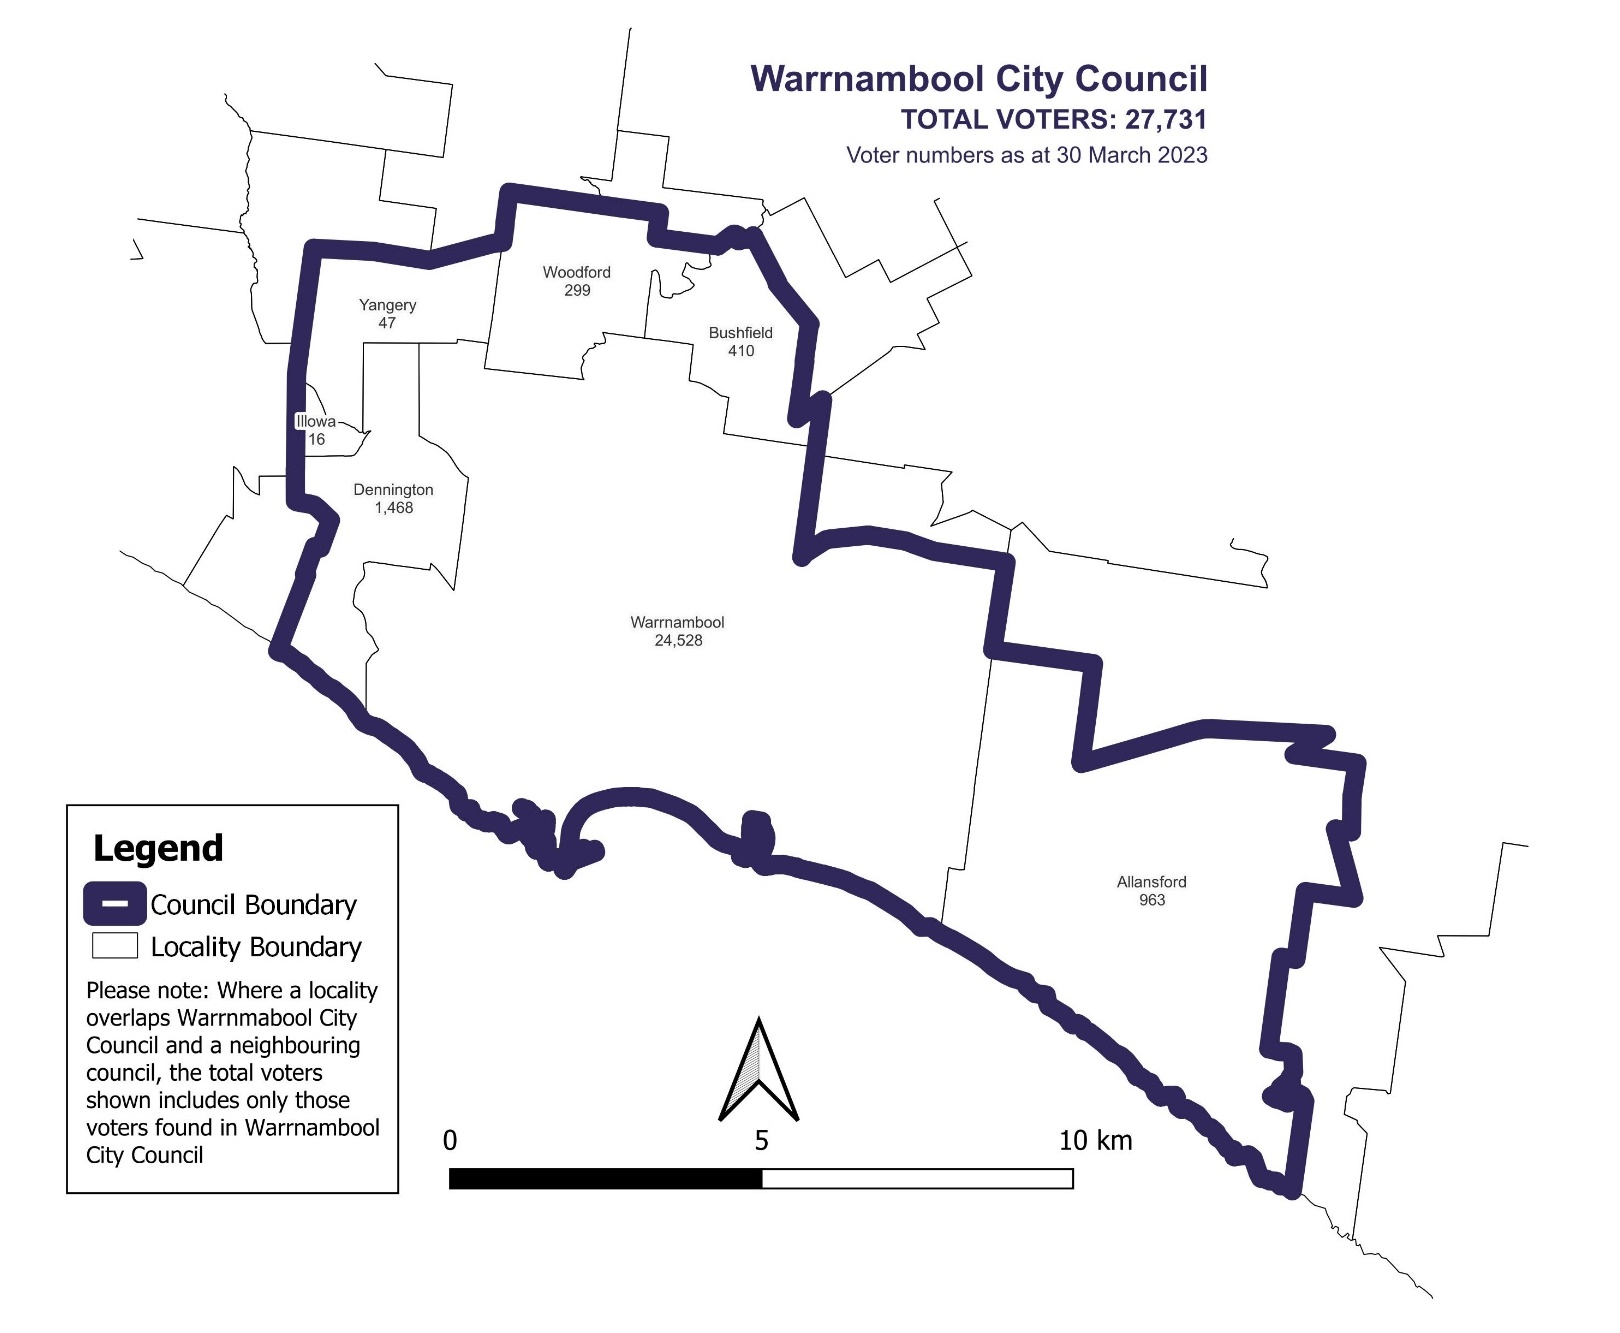 Warrnambool City Council
TOTAL VOTERS: 27,731
Voter numbers as at 30 March 2023
Woodford
299
Yangery
47
Bushfield
410
Illowa
16
Dennington
1,468
Warrnambool
24,528
Allansford
963
Legend
Council Boundary
Locality Boundary
Please note: Where a locality
overlaps Warrnmabool City
Council and a neighbouring
council, the total voters
shown includes only those
voters found in Warrnambool
City Council
0 5 10 km